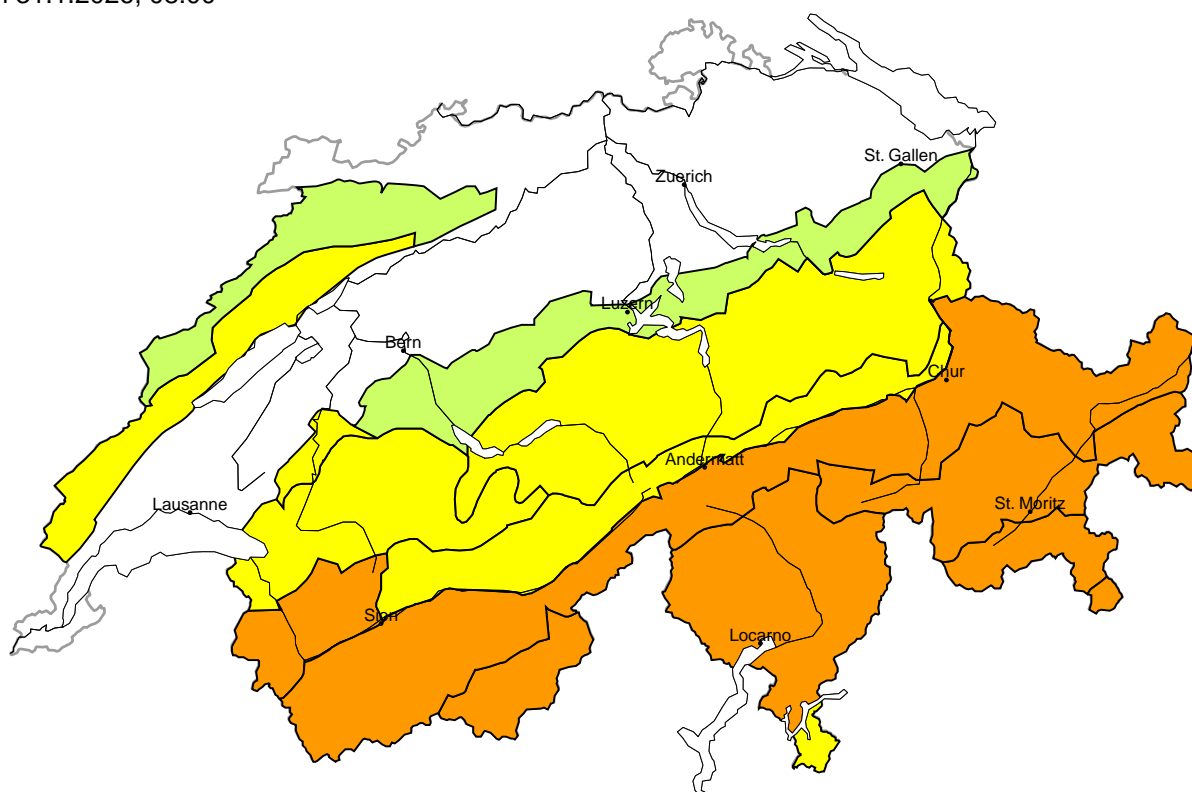 St. Gallen
Zuerich
Luzern
Bern
Chur
Andermatt
Lausanne
St. Moritz
Sion
Locarno